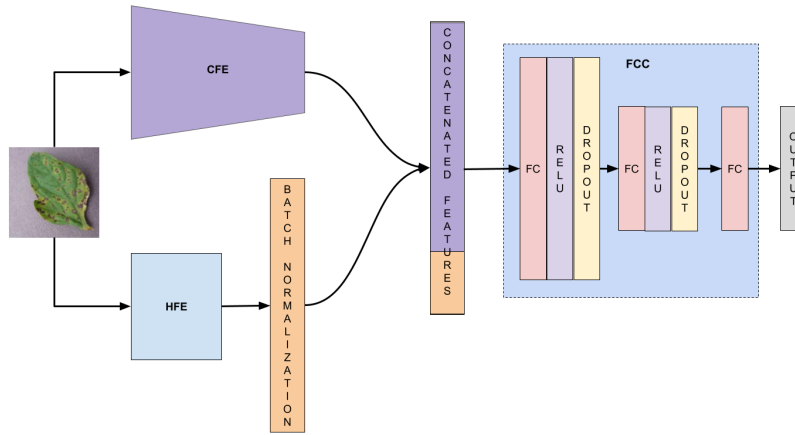 CFE
HFE
BATCH NORMALIZATION
CONCATENATED FEATURES
FCC
FC
RELU
DROPOUT
FC
RELU
DROPOUT
FC
OUTPUT